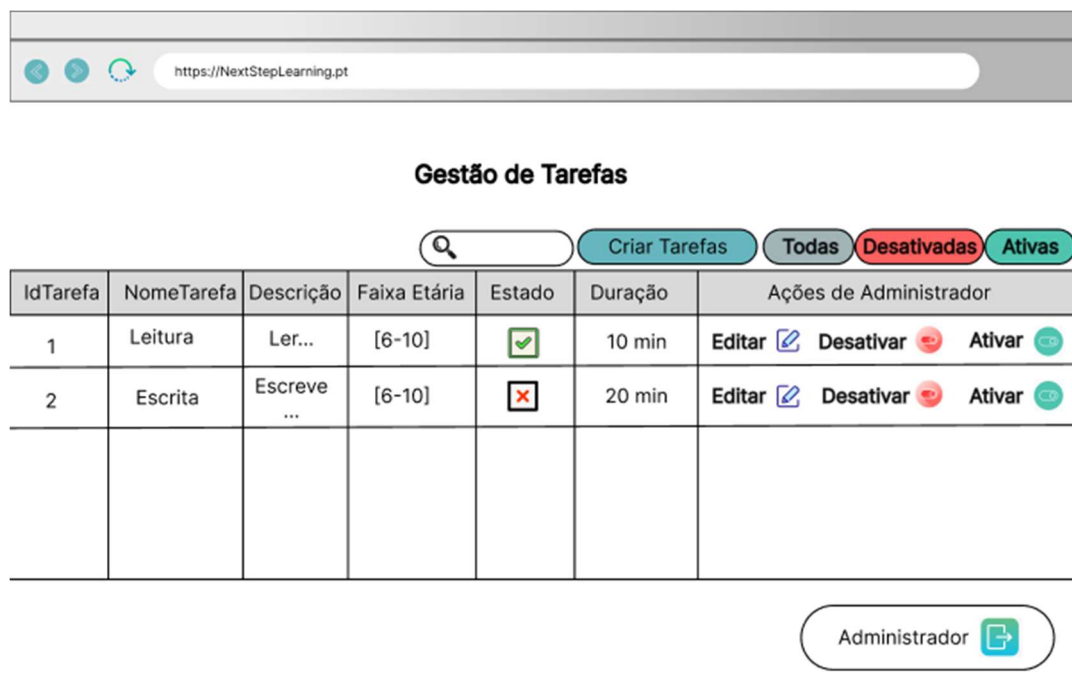 https://NextStepLearning.pt
Gestão de Tarefas
Criar Tarefas Todas Desativadas Ativas
IdTarefa NomeTarefa Descrição Faixa Etária Estado Duração Ações de Administrador
1 Leitura Ler... [6-10] 10 min Editar Desativar Ativar
2 Escrita Escreve ... [6-10] 20 min Editar Desativar Ativar
Administrador